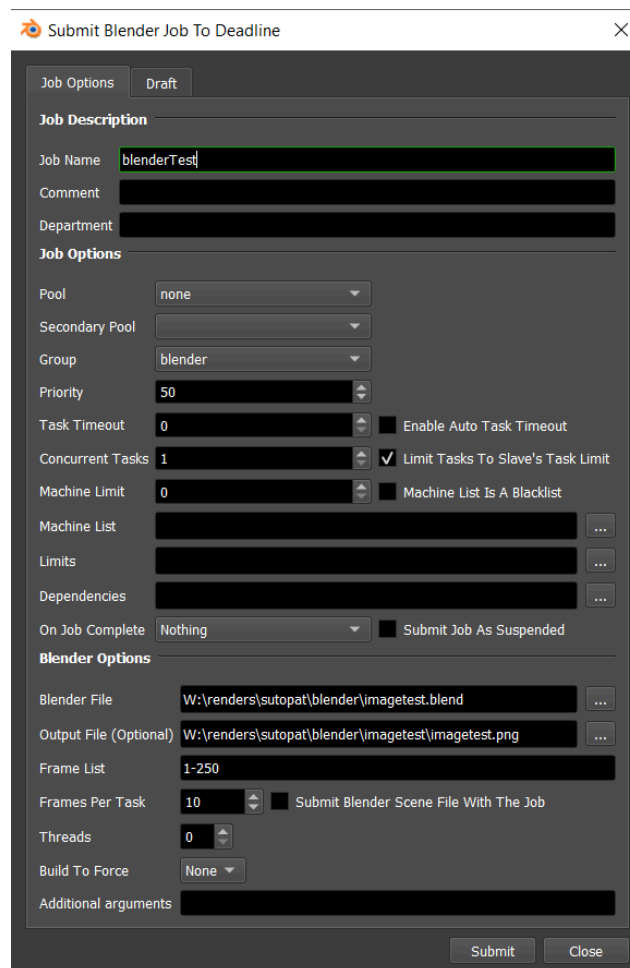 Submit Blender Job To Deadline
Job Options Draft
Job Description
Job Name blenderTest
Comment
Department
Job Options
Pool none
Secondary Pool
Group blender
Priority 50
Task Timeout 0 Enable Auto Task Timeout
Concurrent Tasks 1 Limit Tasks To Slave's Task Limit
Machine Limit 0 Machine List Is A Blacklist
Machine List ...
Limits ...
Dependencies ...
On Job Complete Nothing Submit Job As Suspended
Blender Options
Blender File W:\renders\sutopat\blender\imagetest.blend ...
Output File (Optional) W:\renders\sutopat\blender\imagetest\imagetest.png ...
Frame List 1-250
Frames Per Task 10 Submit Blender Scene File With The Job
Threads 0
Build To Force None
Additional arguments
Submit Close